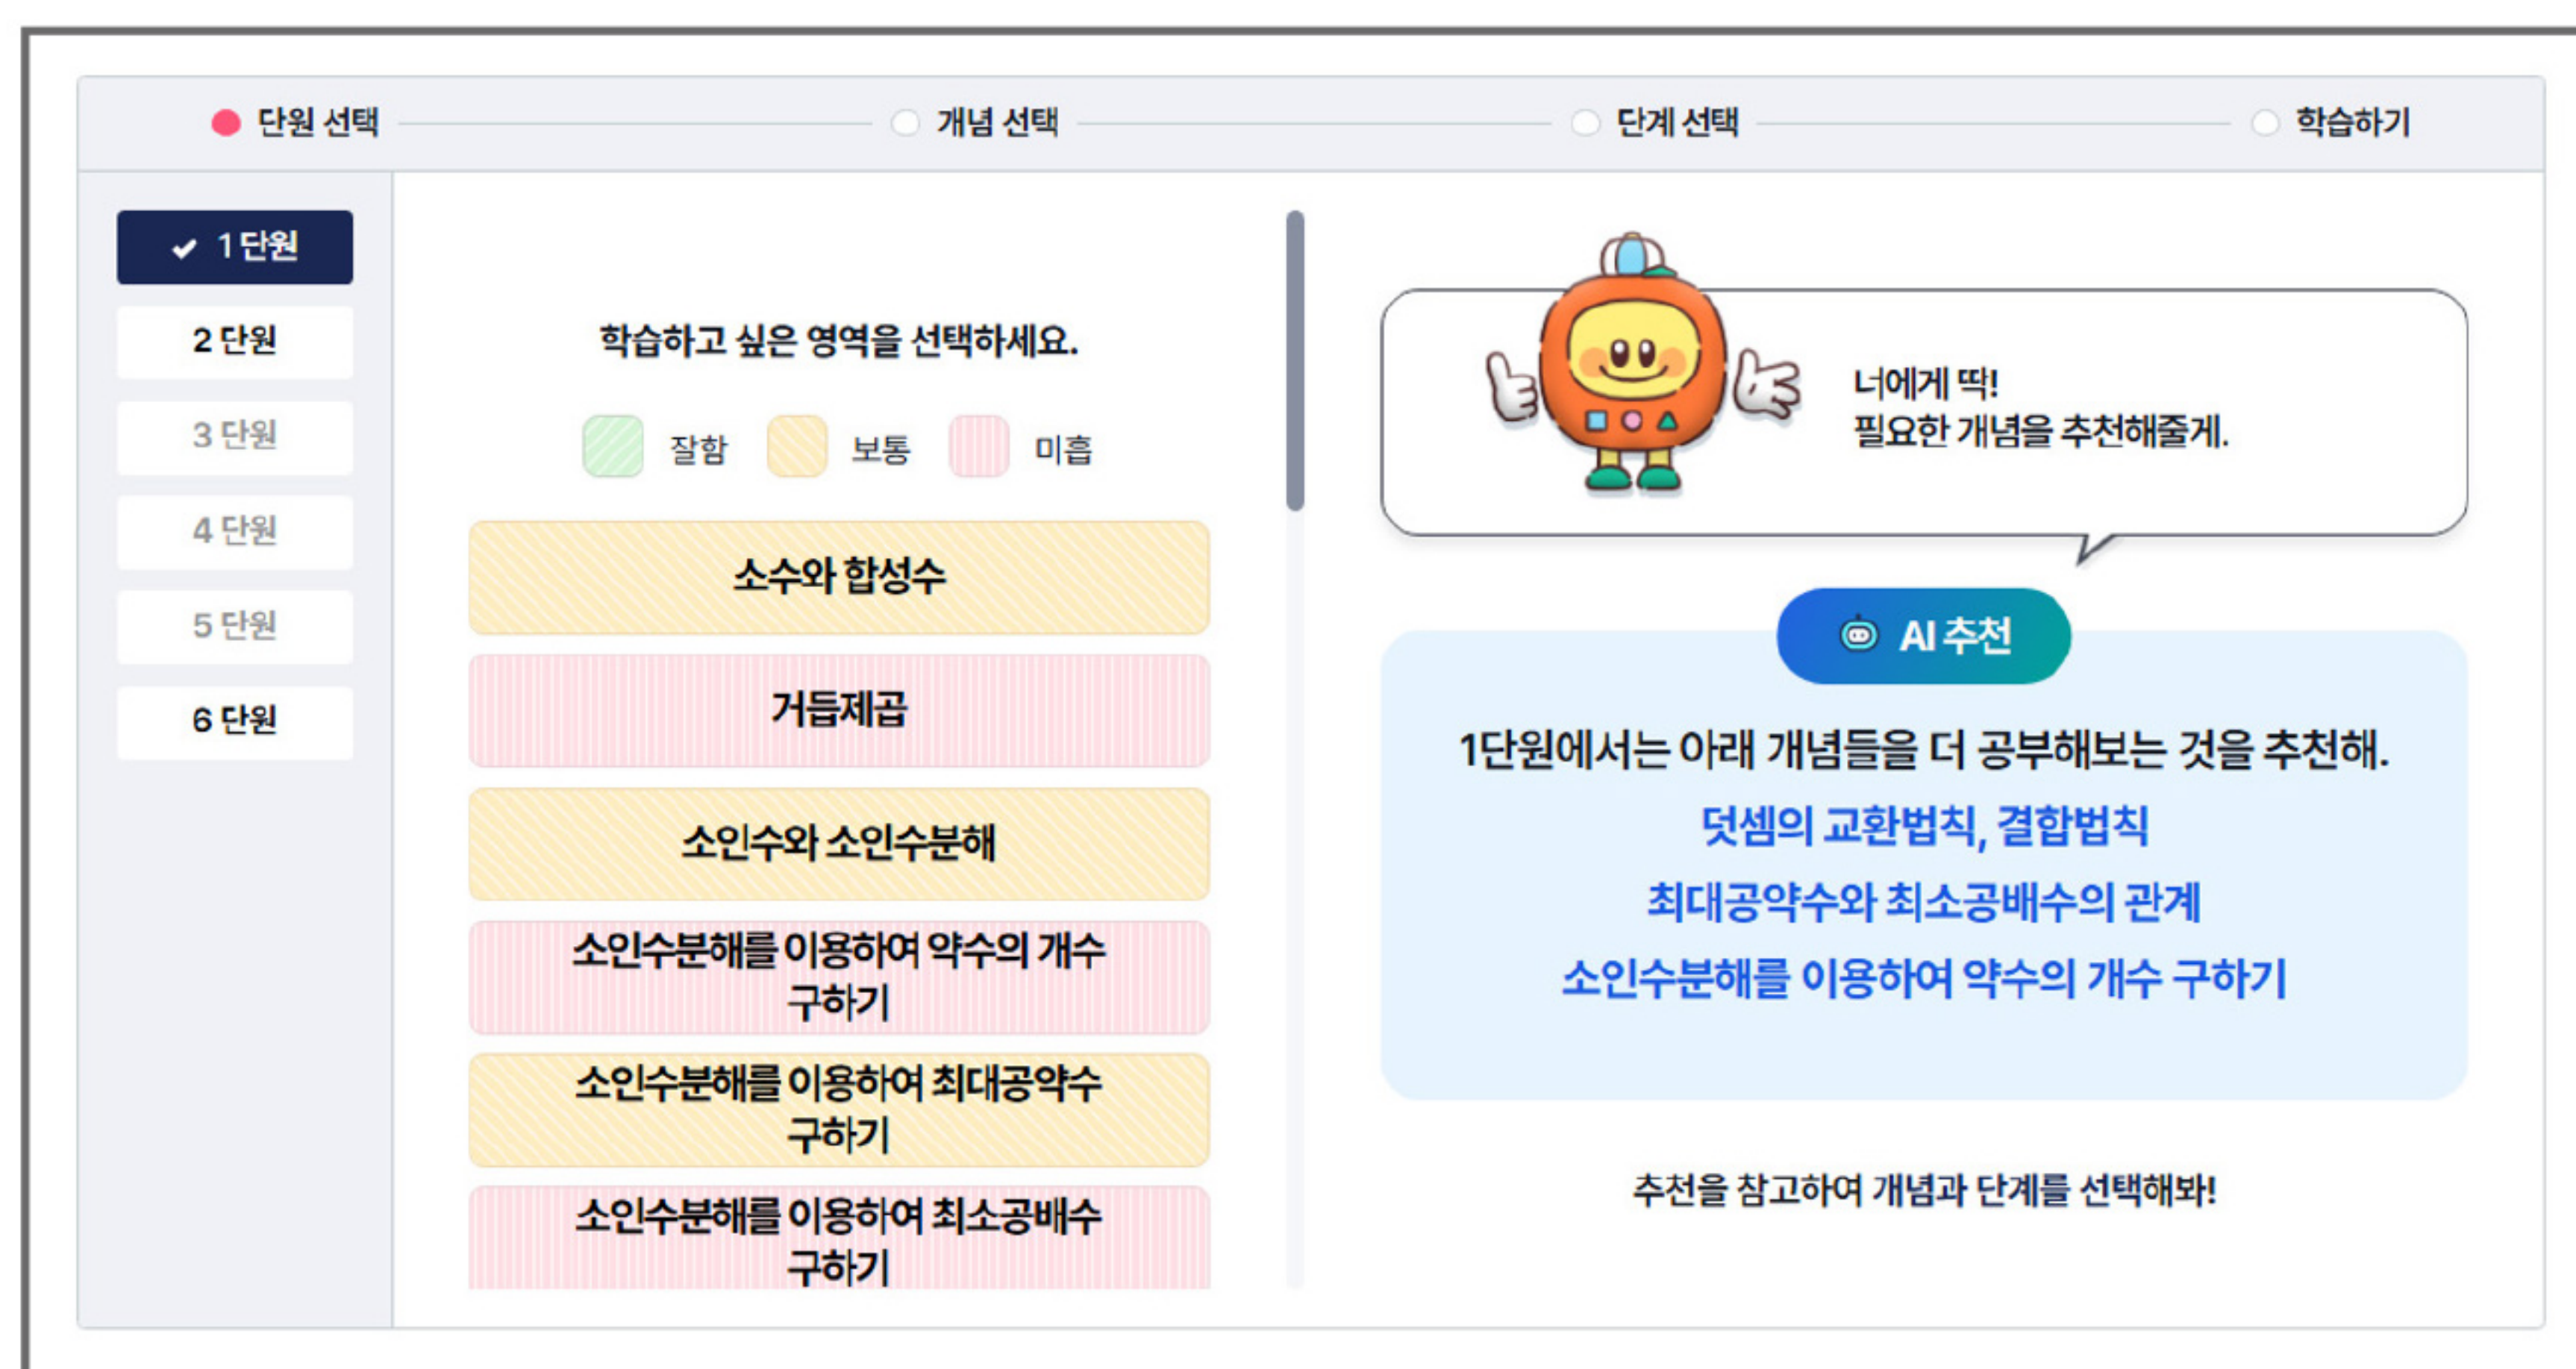 단원 선택
개념 선택
단계 선택
학습하기
1 단원
2 단원
3 단원
4 단원
5 단원
6 단원
학습하고 싶은 영역을 선택하세요.
잘함
보통
미흡
소수와 합성수
거듭제곱
소인수와 소인수분해
소인수분해를 이용하여 약수의 개수
구하기
소인수분해를 이용하여 최대공약수
구하기
소인수분해를 이용하여 최소공배수
구하기
너에게 딱!
필요한 개념을 추천해줄게.
AI 추천
1단원에서는 아래 개념들을 더 공부해보는 것을 추천해.
덧셈의 교환법칙, 결합법칙
최대공약수와 최소공배수의 관계
소인수분해를 이용하여 약수의 개수 구하기
추천을 참고하여 개념과 단계를 선택해봐!